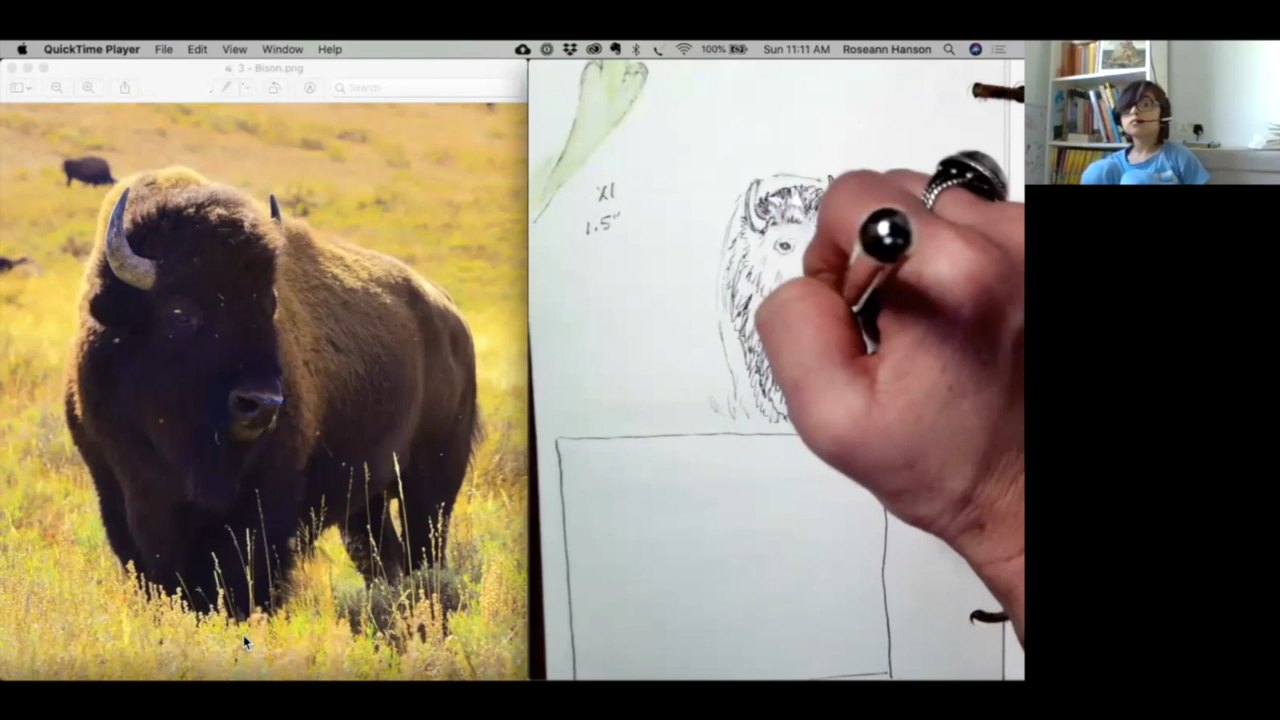 QuickTime Player File Edit View Window Help 100% Sun 11:11 AM Roseann Hanson
3 - Bison.png
Search
x1
1.5"